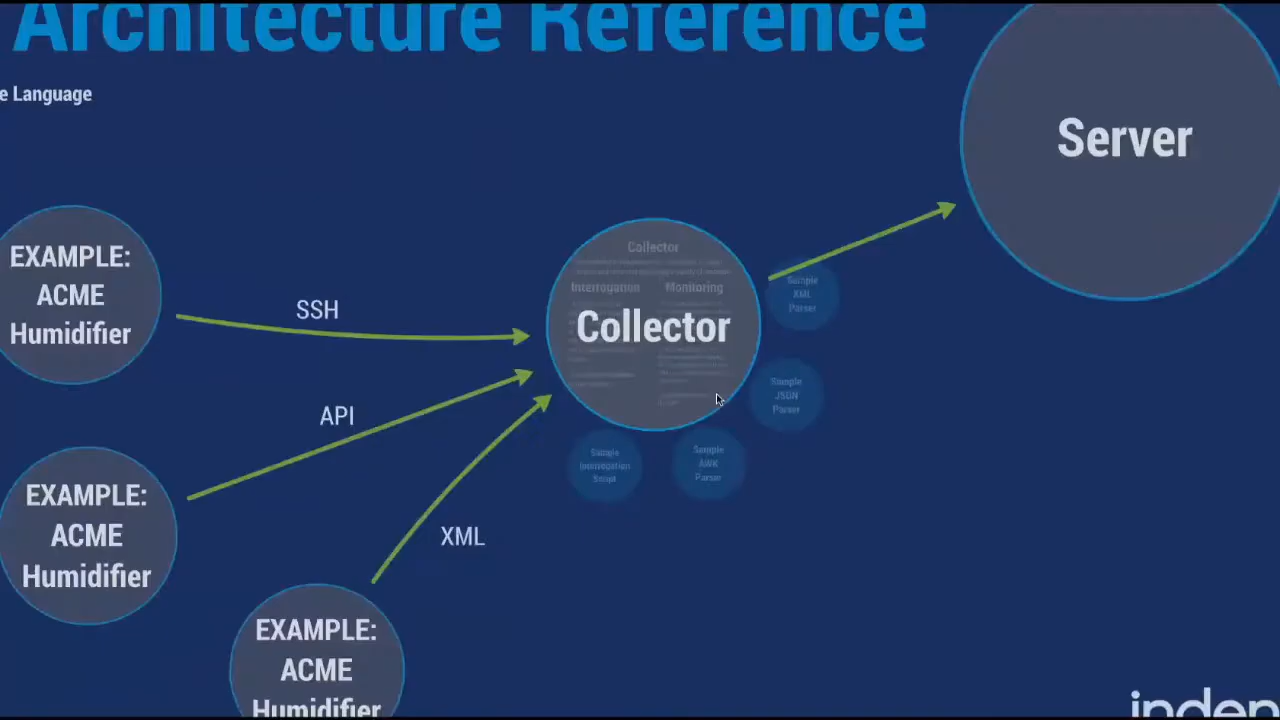 Architecture Reference
e Language
Server
EXAMPLE:
ACME
Humidifier
SSH
Collector
Interrogation Monitoring
Collector
Sample
XML
Parser
API
Sample
JSON
Parser
EXAMPLE:
ACME
Humidifier
Sample
Interrogation
Script
Sample
AWK
Parser
XML
EXAMPLE:
ACME
Humidifier
inden